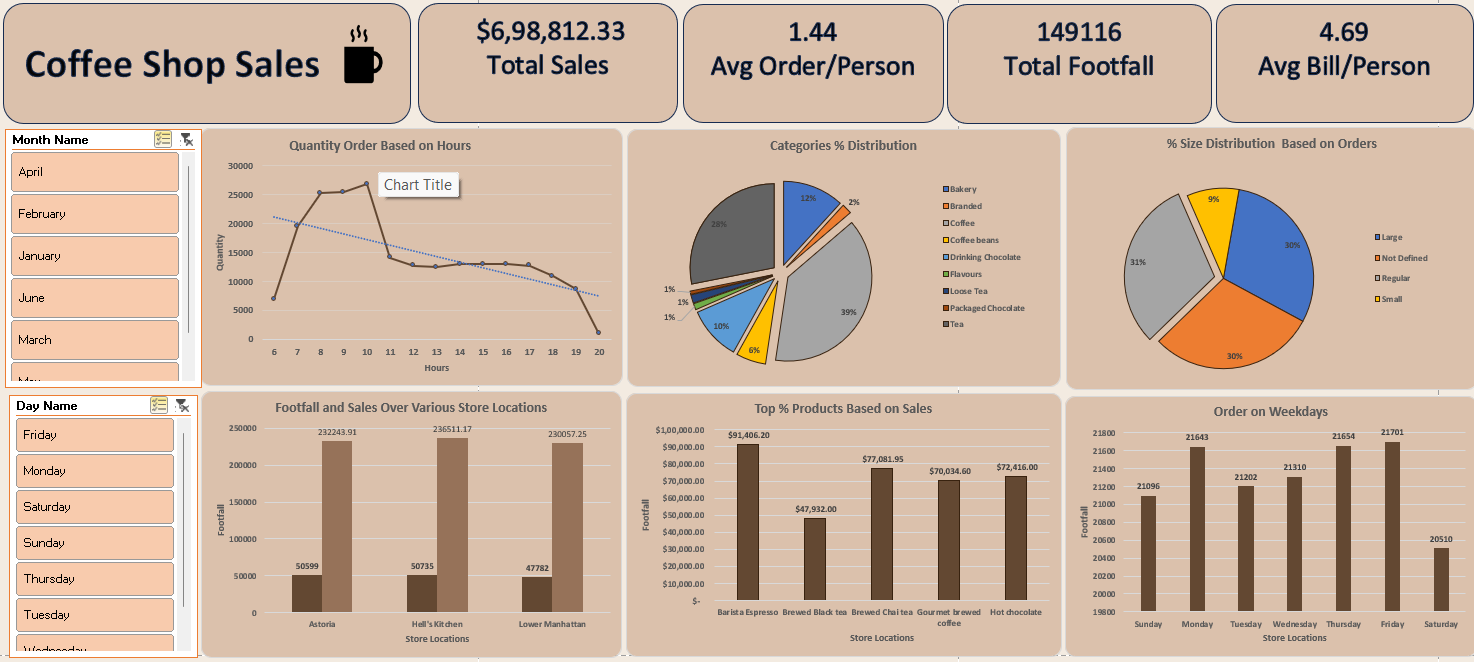 Coffee Shop Sales
$6,98,812.33
Total Sales
1.44
Avg Order/Person
149116
Total Footfall
4.69
Avg Bill/Person
Month Name
April
February
January
June
March
May
Day Name
Friday
Monday
Saturday
Sunday
Thursday
Tuesday
Wednesday
Quantity Order Based on Hours
Chart Title
30000
25000
20000
15000
10000
5000
0
Quantity
6 7 8 9 10 11 12 13 14 15 16 17 18 19 20
Hours
Categories % Distribution
12%
2%
39%
6%
10%
1%
1%
1%
28%
Bakery
Branded
Coffee
Coffee beans
Drinking Chocolate
Flavours
Loose Tea
Packaged Chocolate
Tea
% Size Distribution  Based on Orders
9%
30%
31%
30%
Large
Not Defined
Regular
Small
Footfall and Sales Over Various Store Locations
250000
200000
150000
100000
50000
0
Footfall
232243.91
236511.17
230057.25
50599
50735
47782
Astoria
Hell's Kitchen
Lower Manhattan
Store Locations
Top % Products Based on Sales
$1,00,000.00
$90,000.00
$80,000.00
$70,000.00
$60,000.00
$50,000.00
$40,000.00
$30,000.00
$20,000.00
$10,000.00
$-
Footfall
$91,406.20
$47,932.00
$77,081.95
$70,034.60
$72,416.00
Barista Espresso
Brewed Black tea
Brewed Chai tea
Gourmet brewed
coffee
Hot chocolate
Store Locations
Order on Weekdays
21800
21600
21400
21200
21000
20800
20600
20400
20200
20000
19800
Footfall
21096
21643
21202
21310
21654
21701
20510
Sunday
Monday
Tuesday
Wednesday
Thursday
Friday
Saturday
Store Locations